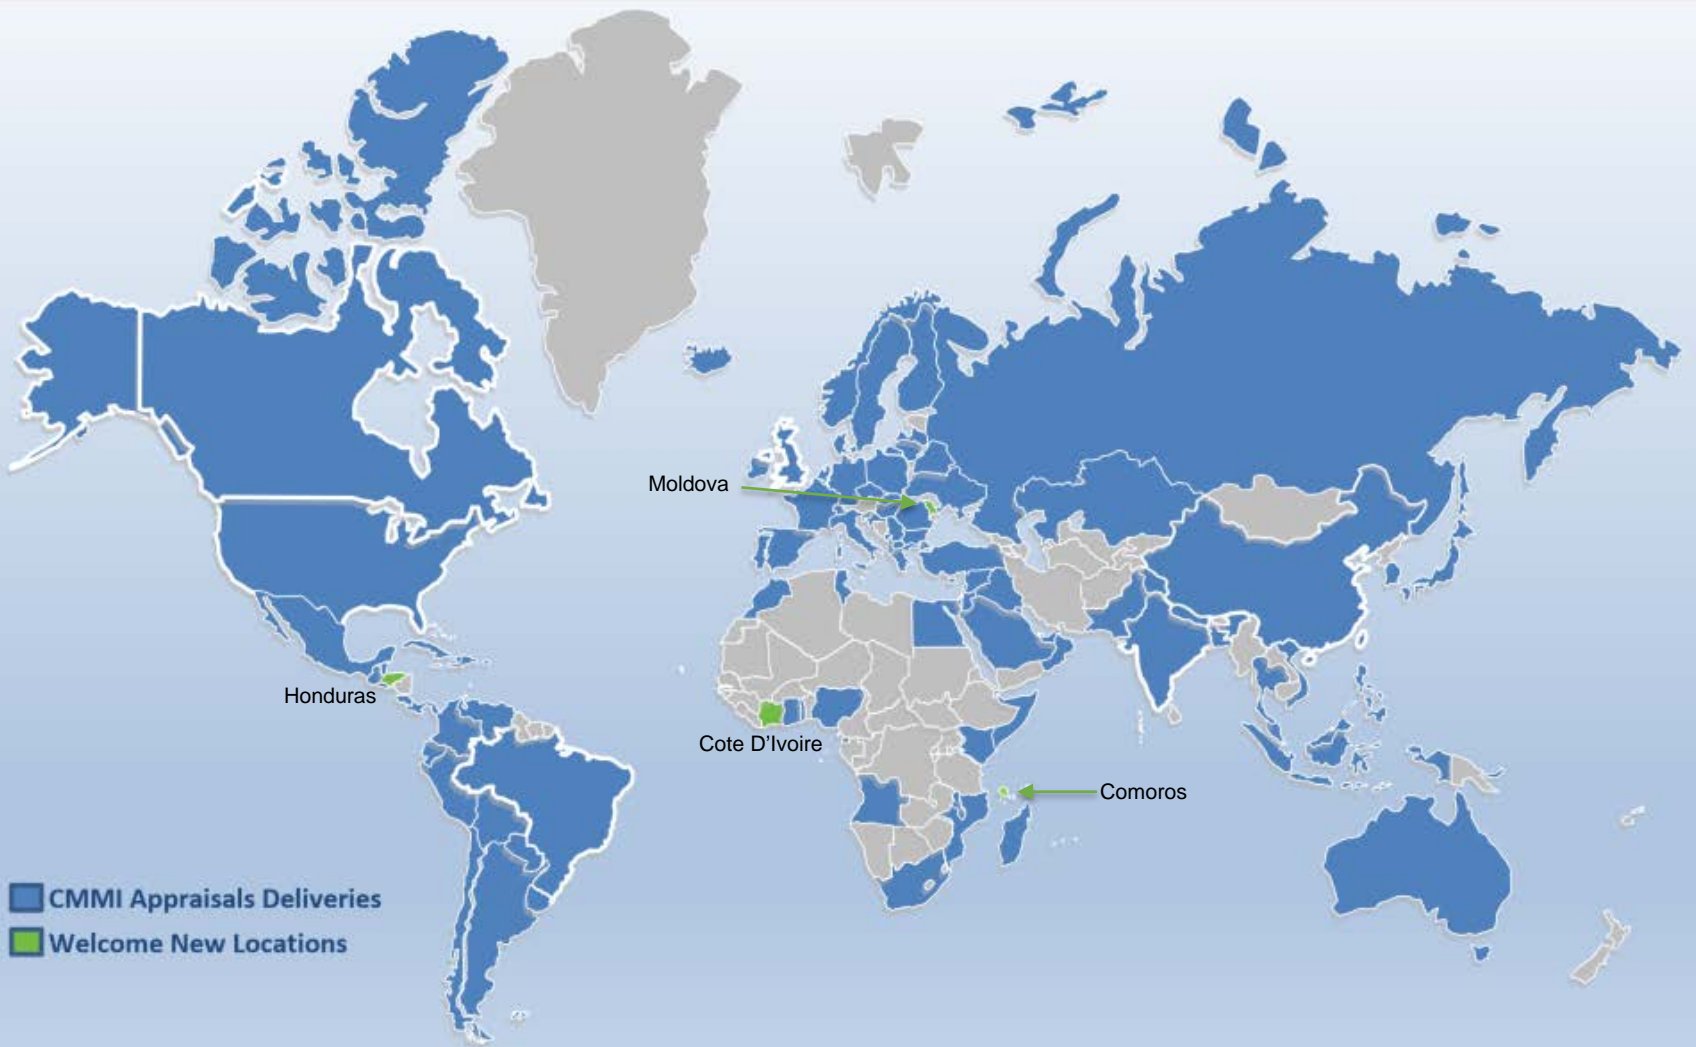 Moldova
Honduras
Cote D'Ivoire
Comoros
CMMI Appraisals Deliveries
Welcome New Locations